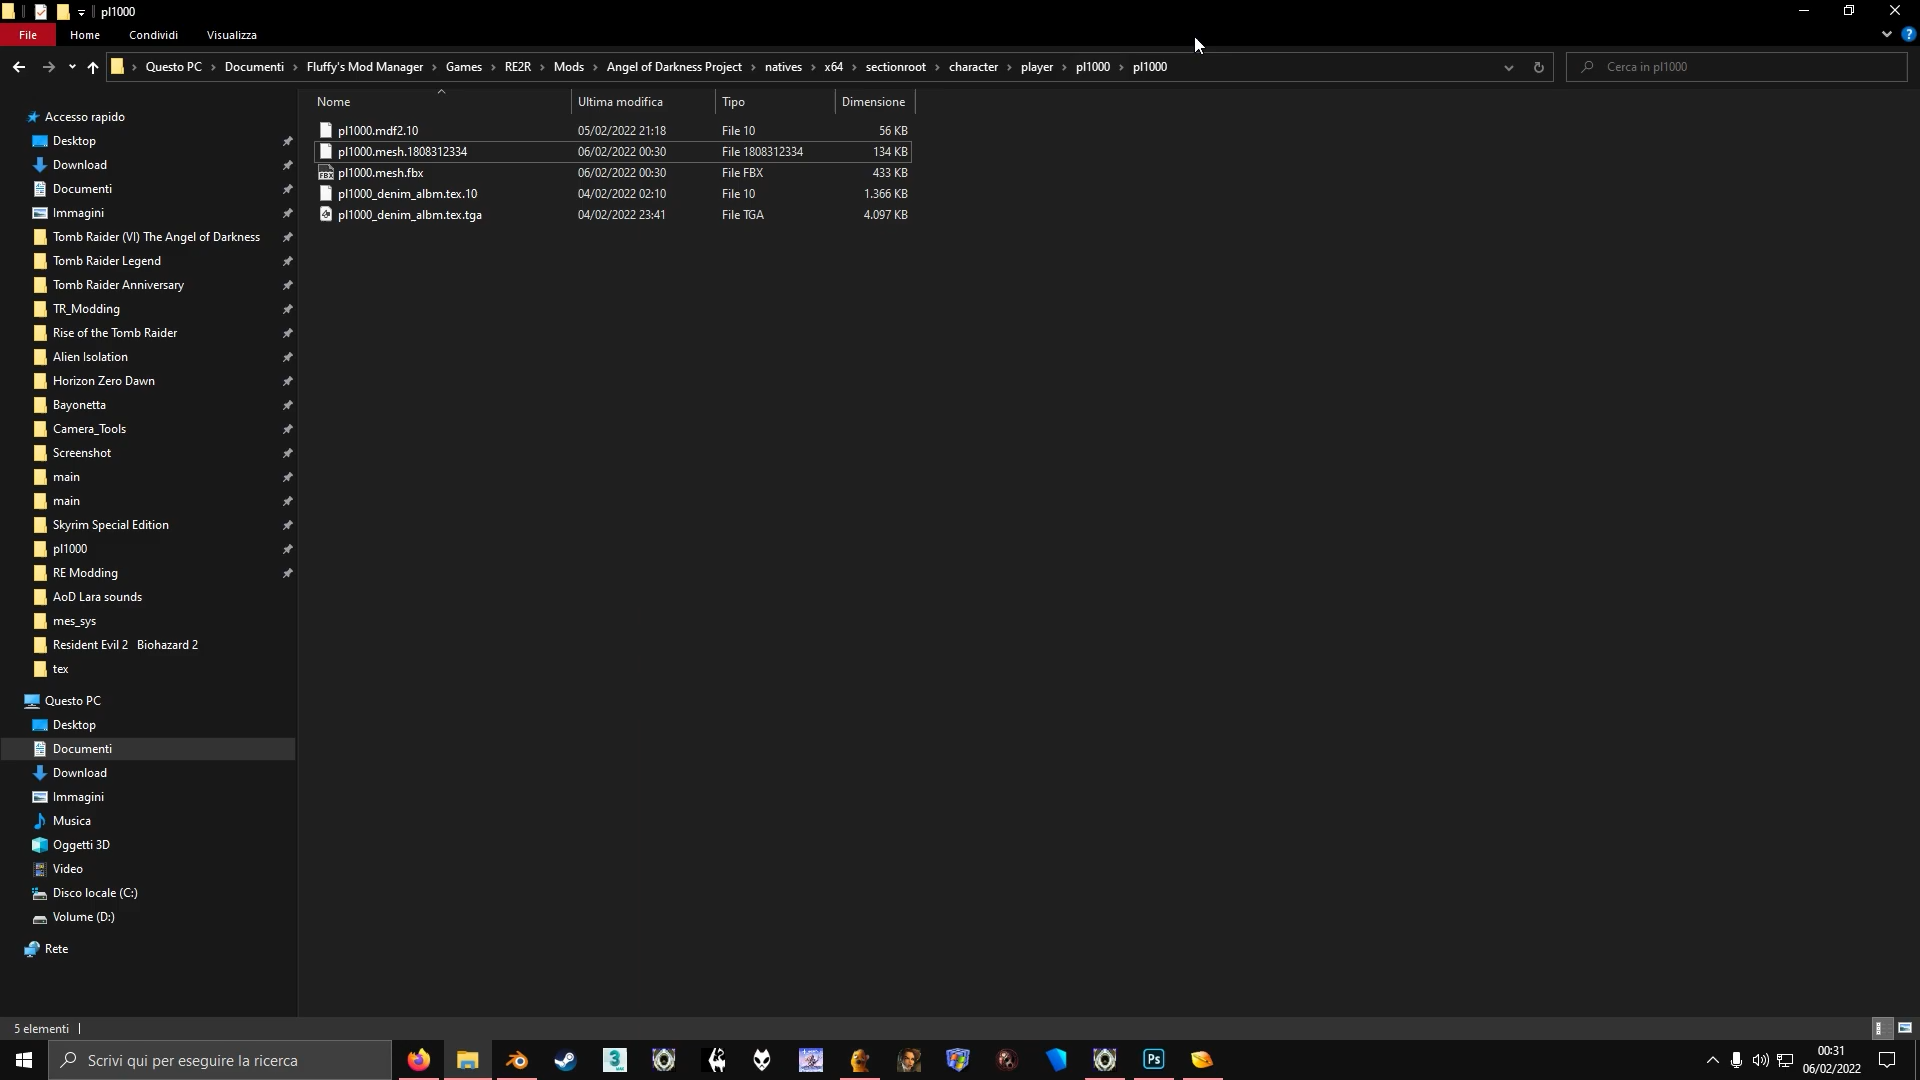 pl1000
File Home Condividi Visualizza
Questo PC Documenti Fluffy's Mod Manager Games RE2R Mods Angel of Darkness Project natives x64 sectionroot character player pl1000 pl1000
Cerca in pl1000
Nome Ultima modifica Tipo Dimensione
pl1000.mdf2.10 05/02/2022 21:18 File 10 56 KB
pl1000.mesh.1808312334 06/02/2022 00:30 File 1808312334 134 KB
pl1000.mesh.fbx 06/02/2022 00:30 File FBX 433 KB
pl1000_denim_albm.tex.10 04/02/2022 02:10 File 10 1.366 KB
pl1000_denim_albm.tex.tga 04/02/2022 23:41 File TGA 4.097 KB
Accesso rapido
Desktop
Download
Documenti
Immagini
Tomb Raider (VI) The Angel of Darkness
Tomb Raider Legend
Tomb Raider Anniversary
TR_Modding
Rise of the Tomb Raider
Alien Isolation
Horizon Zero Dawn
Bayonetta
Camera_Tools
Screenshot
main
main
Skyrim Special Edition
pl1000
RE Modding
AoD Lara sounds
mes_sys
Resident Evil 2 Biohazard 2
tex
Questo PC
Desktop
Documenti
Download
Immagini
Musica
Oggetti 3D
Video
Disco locale (C:)
Volume (D:)
Rete
5 elementi
Scrivi qui per eseguire la ricerca
Ps
00:31
06/02/2022